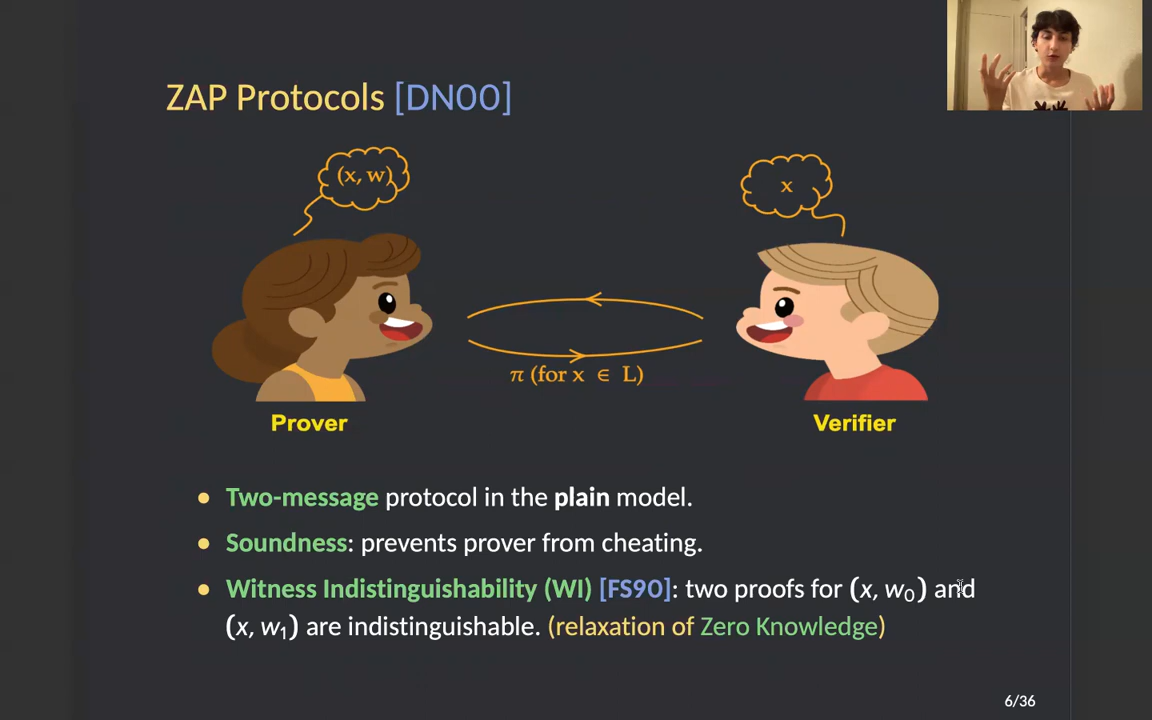 ZAP Protocols [DN00]
(x, w)
x
π (for x ∈ L)
Prover
Verifier
• Two-message protocol in the plain model.
• Soundness: prevents prover from cheating.
• Witness Indistinguishability (WI) [FS90]: two proofs for (x, w₀) and
(x, w₁) are indistinguishable. (relaxation of Zero Knowledge)
6/36